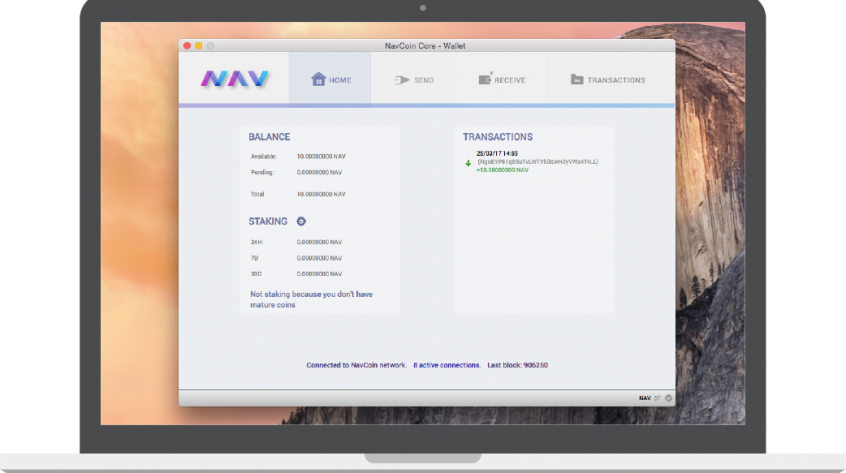 NavCoin Core - Wallet
NAV
HOME
SEND
RECEIVE
TRANSACTIONS
BALANCE
Available: 10.00000000 NAV
Pending: 0.00000000 NAV
Total 10.00000000 NAV
STAKING
24H: 0.00000000 NAV
7D 0.00000000 NAV
30D 0.00000000 NAV
Not staking because you don't have
mature coins
TRANSACTIONS
25/03/17 14:59
+10.00000000 NAV
Connected to NavCoin network. 8 active connections. Last block: 906260
NAV